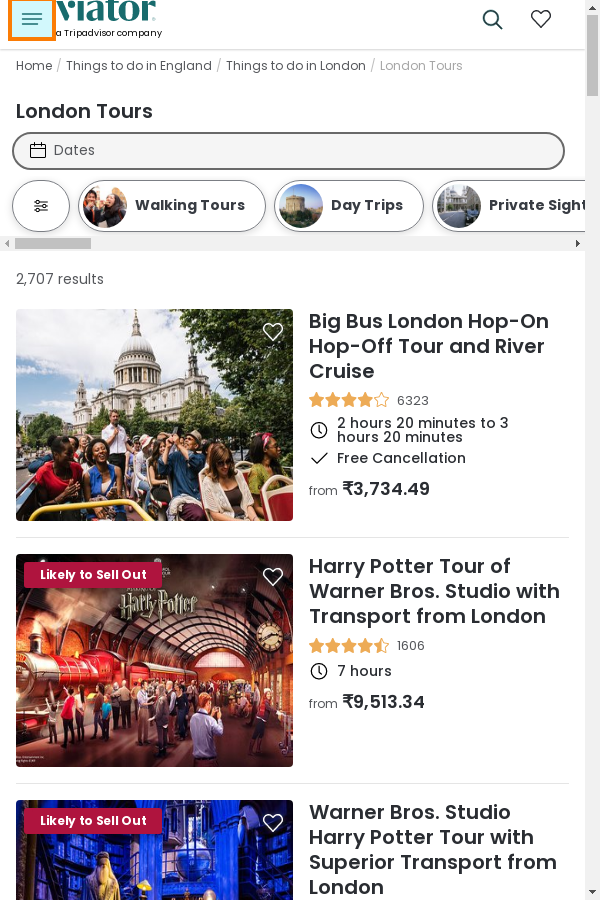 viator
a Tripadvisor company
Home / Things to do in England / Things to do in London / London Tours
London Tours
Dates
Walking Tours
Day Trips
Private Sight
2,707 results
Big Bus London Hop-On
Hop-Off Tour and River
Cruise
6323
2 hours 20 minutes to 3
hours 20 minutes
Free Cancellation
from ₹3,734.49
Likely to Sell Out
Harry Potter
Harry Potter Tour of
Warner Bros. Studio with
Transport from London
1606
7 hours
from ₹9,513.34
Likely to Sell Out
Warner Bros. Studio
Harry Potter Tour with
Superior Transport from
London